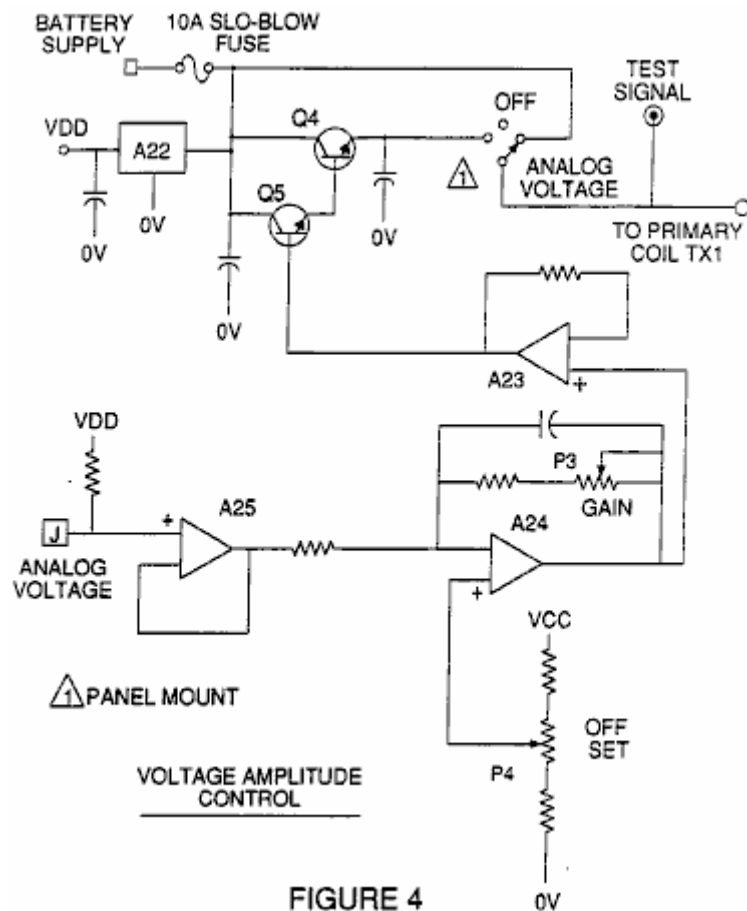 BATTERY
SUPPLY
10A SLO-BLOW
FUSE
TEST
SIGNAL
OFF
Q4
VDD
A22
1
ANALOG
VOLTAGE
Q5
0V
0V
0V
TO PRIMARY
COIL TX1
0V
A23
+
VDD
P3
GAIN
+
A25
A24
J
ANALOG
VOLTAGE
+
VCC
1 PANEL MOUNT
OFF
SET
P4
VOLTAGE AMPLITUDE
CONTROL
FIGURE 4
0V